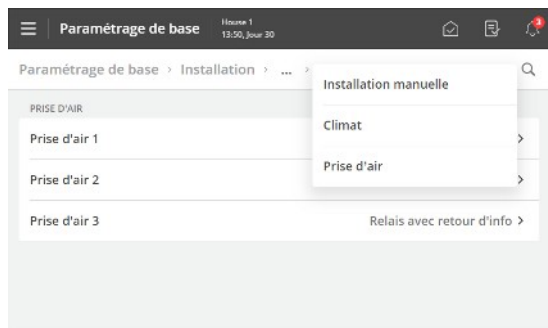 Paramétrage de base
House 1
13:50, Jour 30
3
Paramétrage de base > Installation > ... >
Installation manuelle
Climat
Prise d'air
PRISE D'AIR
Prise d'air 1 >
Prise d'air 2 >
Prise d'air 3 Relais avec retour d'info >